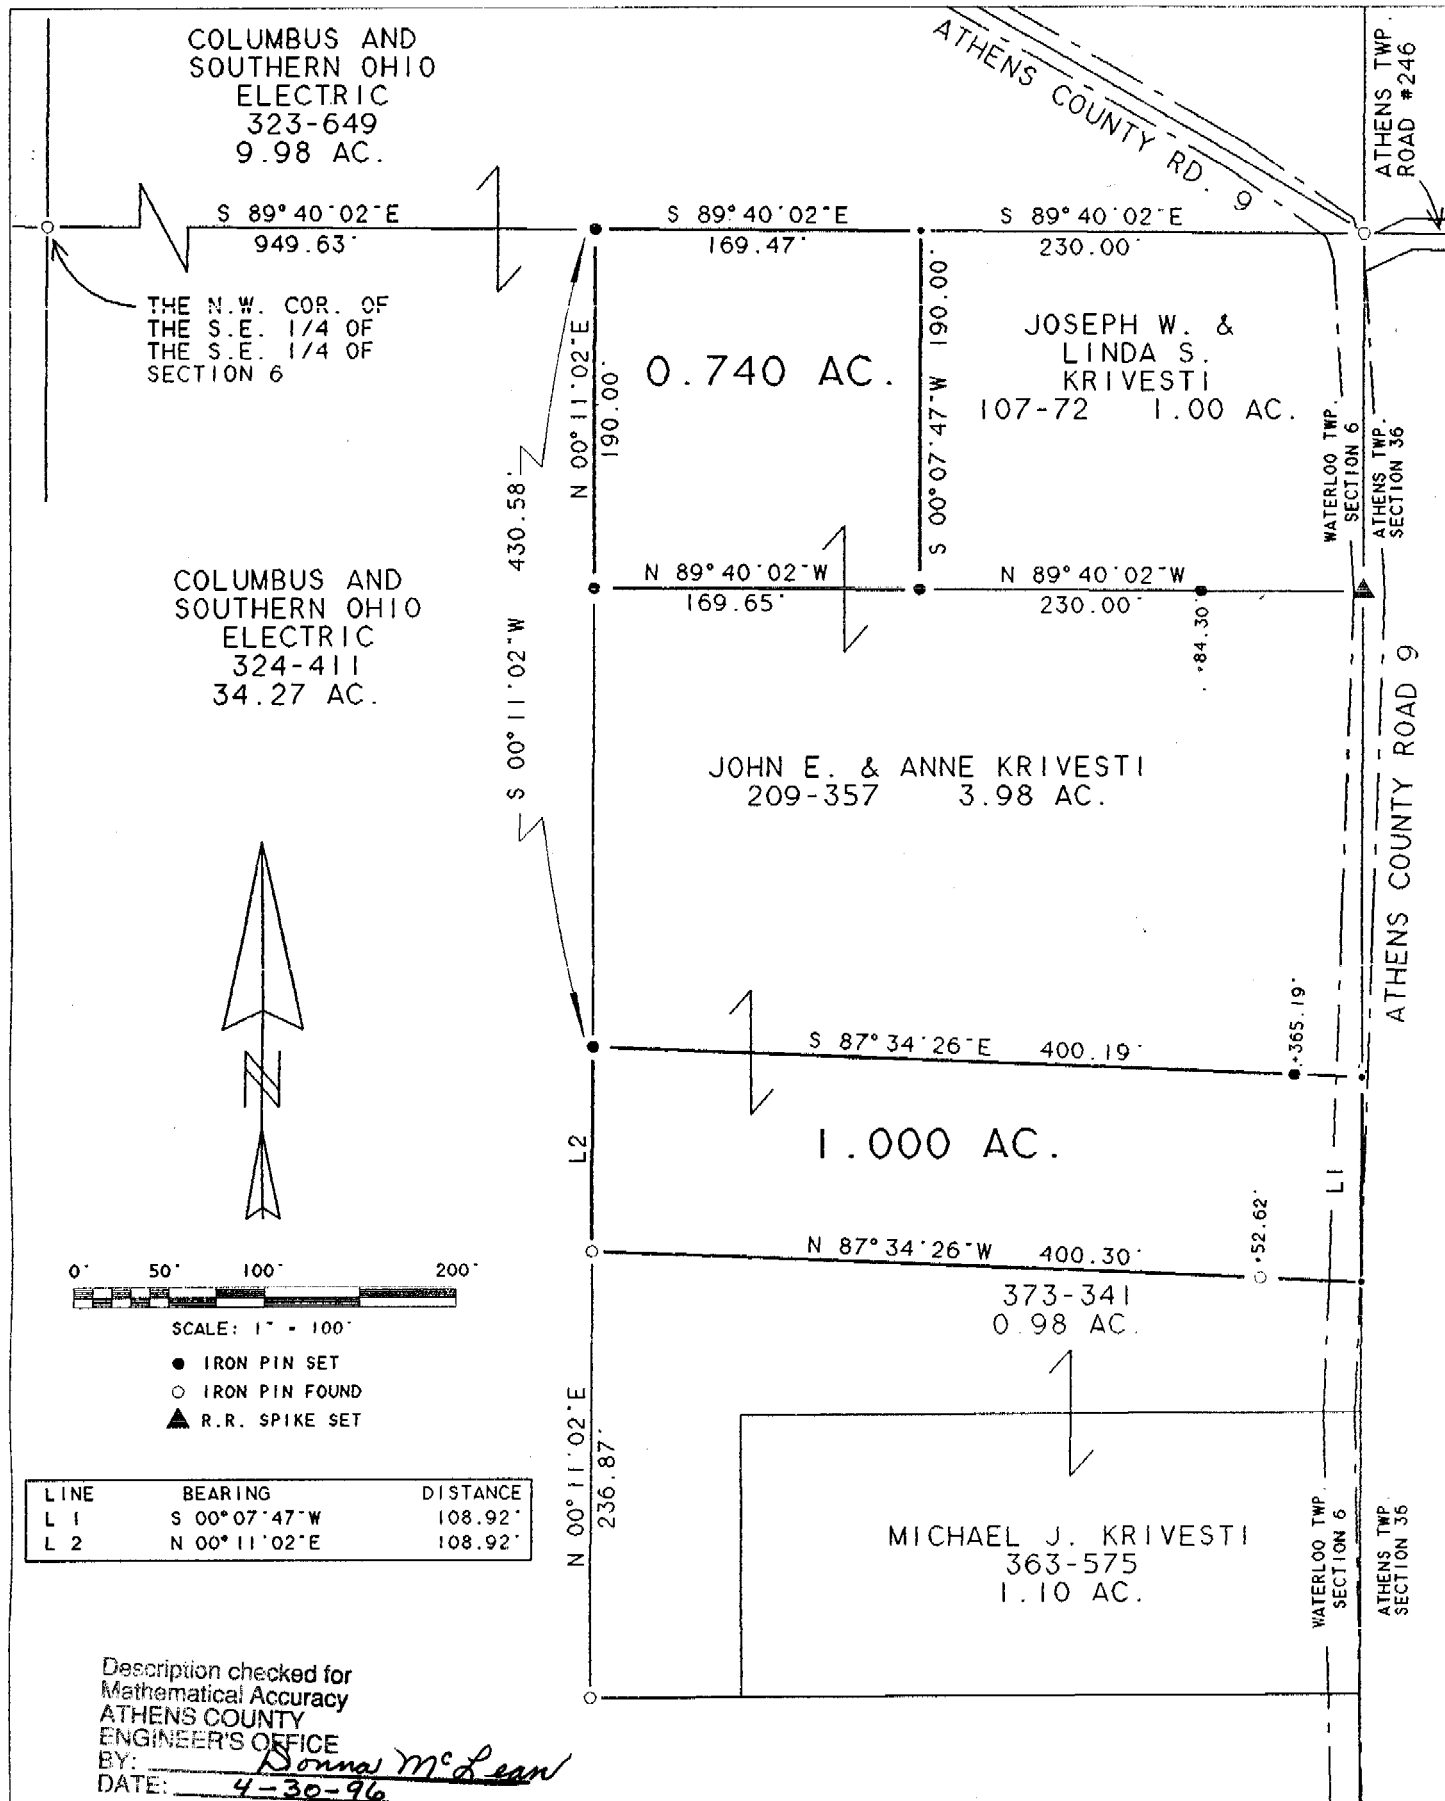 COLUMBUS AND
SOUTHERN OHIO
ELECTRIC
323-649
9.98 AC.
ATHENS COUNTY RD. 9
ATHENS TWP.
ROAD #246
S 89°40'02"E
949.63'
S 89°40'02"E
169.47'
S 89°40'02"E
230.00'
THE N.W. COR. OF
THE S.E. 1/4 OF
THE S.E. 1/4 OF
SECTION 6
N 00°11'02"E
190.00'
0.740 AC.
S 00°07'47"W 190.00'
JOSEPH W. &
LINDA S.
KRIVESTI
107-72 1.00 AC.
WATERLOO TWP.
SECTION 6
ATHENS TWP.
SECTION 36
S 00°11'02"W 430.58'
N 89°40'02"W
169.65'
N 89°40'02"W
230.00'
+84.30'
COLUMBUS AND
SOUTHERN OHIO
ELECTRIC
324-411
34.27 AC.
JOHN E. & ANNE KRIVESTI
209-357 3.98 AC.
ATHENS COUNTY ROAD 9
N
S 87°34'26"E 400.19'
+365.19'
L2
1.000 AC.
L1
N 87°34'26"W 400.30'
+52.62'
373-341
0.98 AC.
0' 50' 100' 200'
SCALE: 1" = 100'
IRON PIN SET
IRON PIN FOUND
R.R. SPIKE SET
LINE BEARING DISTANCE
L 1 S 00°07'47"W 108.92'
L 2 N 00°11'02"E 108.92'
N 00°11'02"E
236.87'
MICHAEL J. KRIVESTI
363-575
1.10 AC.
WATERLOO TWP.
SECTION 6
ATHENS TWP.
SECTION 36
Description checked for
Mathematical Accuracy
ATHENS COUNTY
ENGINEER'S OFFICE
BY: Donna McLean
DATE: 4-30-96